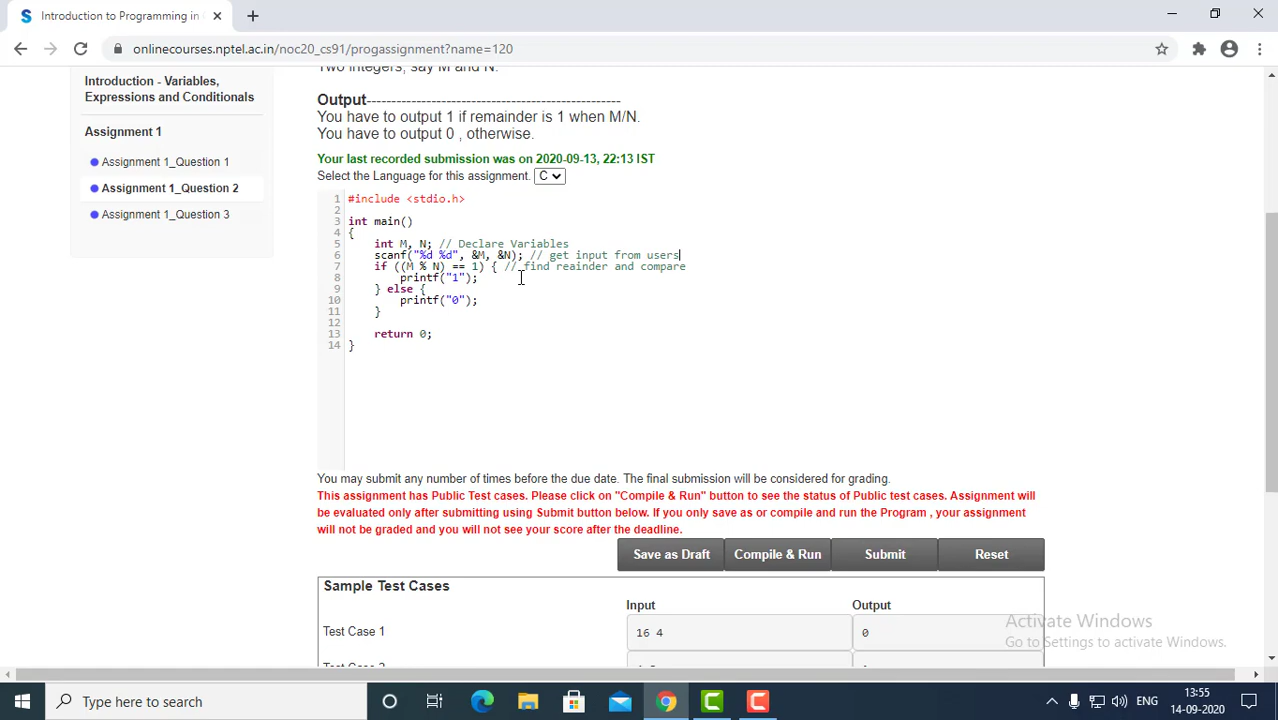 Introduction to Programming in
onlinecourses.nptel.ac.in/noc20_cs91/progassignment?name=120
Introduction - Variables,
Expressions and Conditionals
Assignment 1
Assignment 1_Question 1
Assignment 1_Question 2
Assignment 1_Question 3
Two integers, say M and N.
Output--------------------------------------------------
You have to output 1 if remainder is 1 when M/N.
You have to output 0 , otherwise.
Your last recorded submission was on 2020-09-13, 22:13 IST
Select the Language for this assignment. C
1 #include <stdio.h>
2
3 int main()
4 {
5 int M, N; // Declare Variables
6 scanf("%d %d", &M, &N); // get input from users
7 if ((M % N) == 1) { // find reainder and compare
8 printf("1");
9 } else {
10 printf("0");
11 }
12
13 return 0;
14 }
You may submit any number of times before the due date. The final submission will be considered for grading.
This assignment has Public Test cases. Please click on "Compile & Run" button to see the status of Public test cases. Assignment will
be evaluated only after submitting using Submit button below. If you only save as or compile and run the Program , your assignment
will not be graded and you will not see your score after the deadline.
Save as Draft Compile & Run Submit Reset
Sample Test Cases
Input Output
Test Case 1 16 4 0
Activate Windows
Go to Settings to activate Windows.
Type here to search
ENG
13:55
14-09-2020